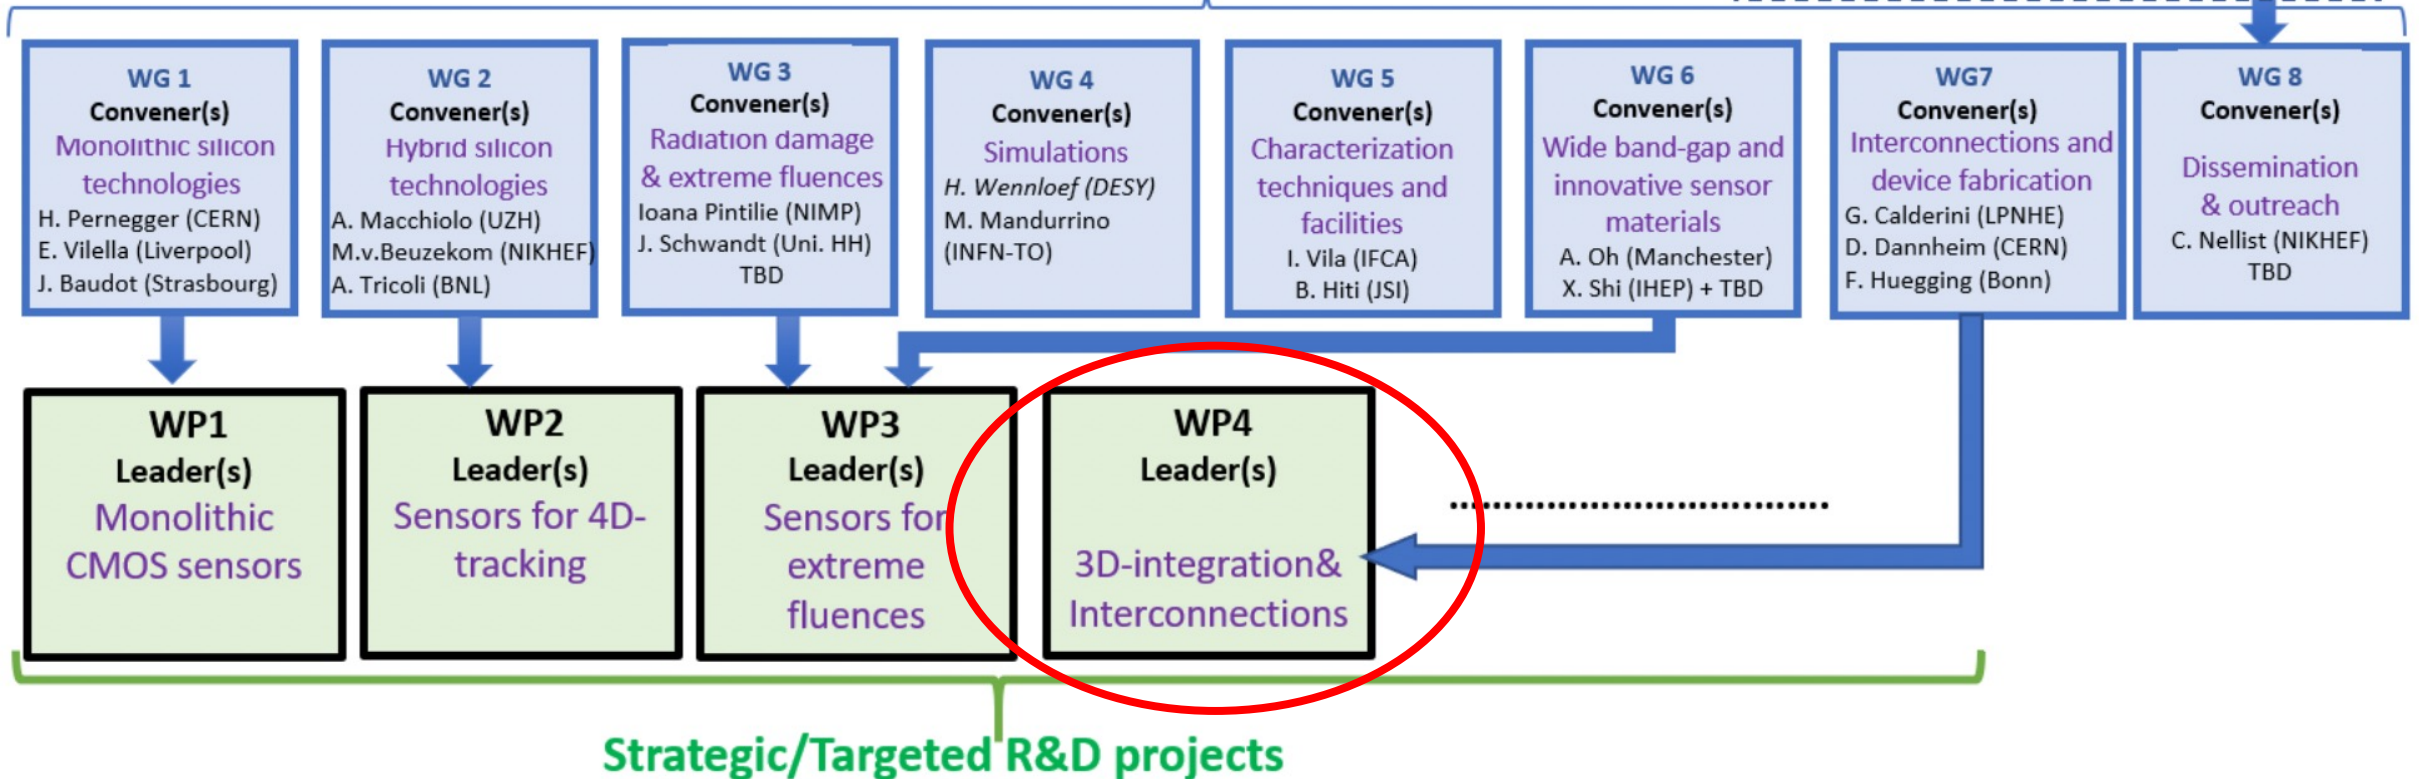 WG 1
Convener(s)
Monolithic silicon
technologies
H. Pernegger (CERN)
E. Vilella (Liverpool)
J. Baudot (Strasbourg)
WG 2
Convener(s)
Hybrid silicon
technologies
A. Macchiolo (UZH)
M.v.Beuzekom (NIKHEF)
A. Tricoli (BNL)
WG 3
Convener(s)
Radiation damage
& extreme fluences
Ioana Pintilie (NIMP)
J. Schwandt (Uni. HH)
TBD
WG 4
Convener(s)
Simulations
H. Wennloef (DESY)
M. Mandurrino
(INFN-TO)
WG 5
Convener(s)
Characterization
techniques and
facilities
I. Vila (IFCA)
B. Hiti (JSI)
WG 6
Convener(s)
Wide band-gap and
innovative sensor
materials
A. Oh (Manchester)
X. Shi (IHEP) + TBD
WG7
Convener(s)
Interconnections and
device fabrication
G. Calderini (LPNHE)
D. Dannheim (CERN)
F. Huegging (Bonn)
WG 8
Convener(s)
Dissemination
& outreach
C. Nellist (NIKHEF)
TBD
WP1
Leader(s)
Monolithic
CMOS sensors
WP2
Leader(s)
Sensors for 4D-
tracking
WP3
Leader(s)
Sensors for
extreme
fluences
WP4
Leader(s)
3D-integration&
Interconnections
Strategic/Targeted R&D projects